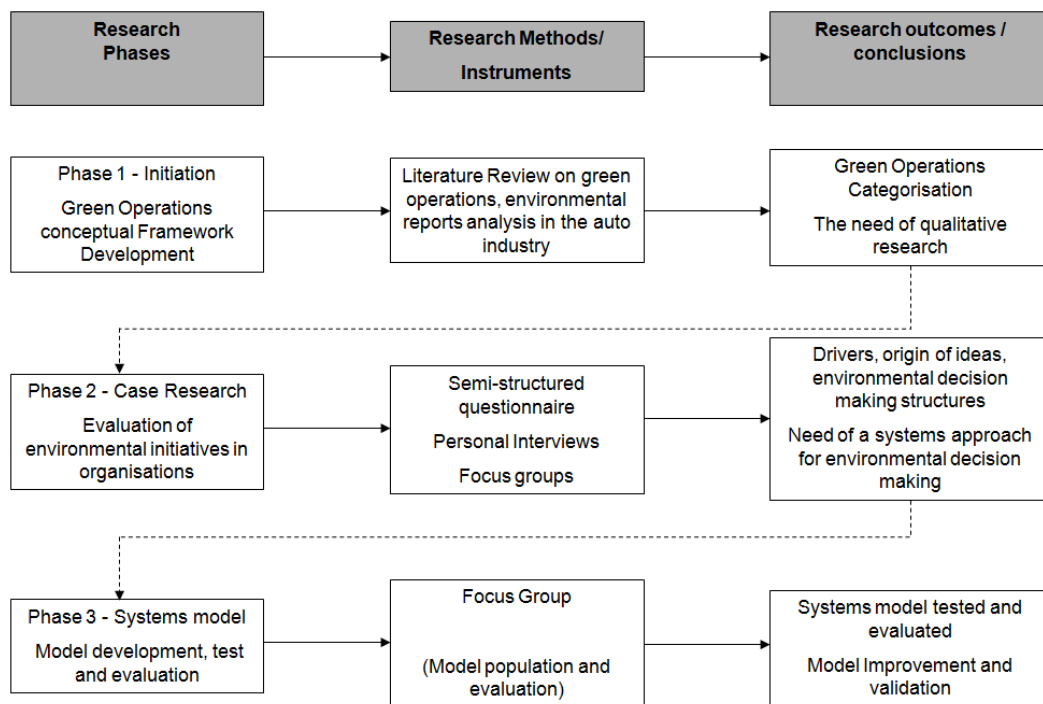 Research
Phases
Research Methods/
Instruments
Research outcomes /
conclusions
Phase 1 - Initiation
Green Operations
conceptual Framework
Development
Literature Review on green
operations, environmental
reports analysis in the auto
industry
Green Operations
Categorisation
The need of qualitative
research
Phase 2 - Case Research
Evaluation of
environmental initiatives in
organisations
Semi-structured
questionnaire
Personal Interviews
Focus groups
Drivers, origin of ideas,
environmental decision
making structures
Need of a systems approach
for environmental decision
making
Phase 3 - Systems model
Model development, test
and evaluation
Focus Group
(Model population and
evaluation)
Systems model tested and
evaluated
Model Improvement and
validation